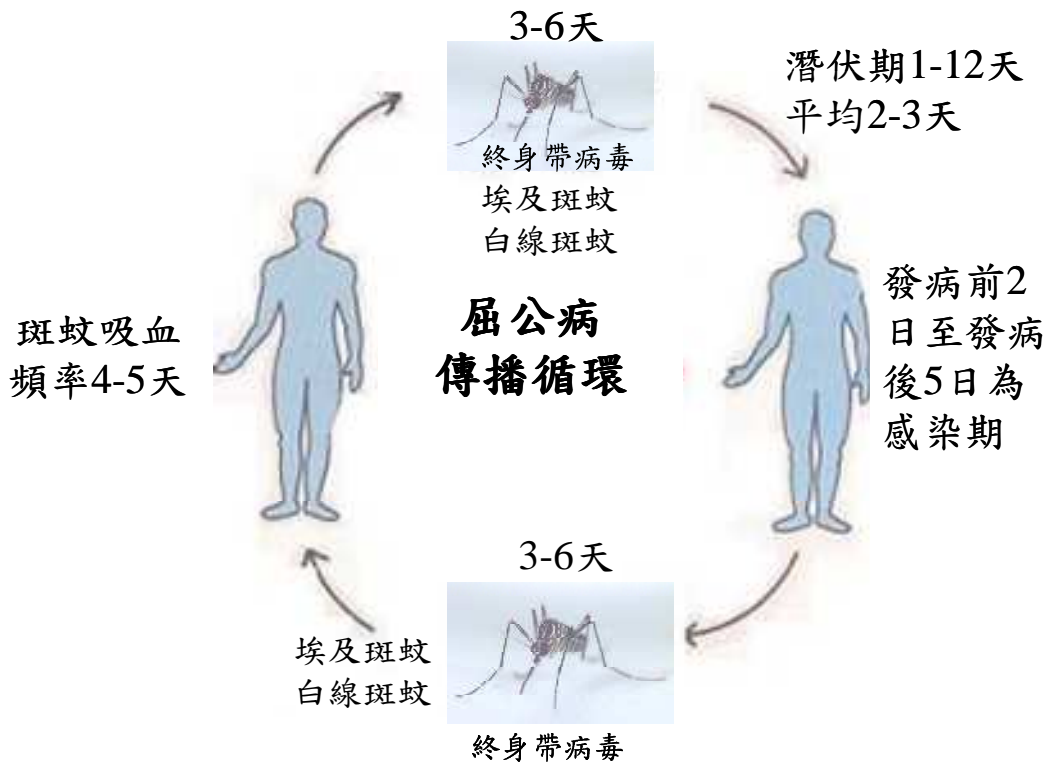 3-6天
潛伏期1-12天
平均2-3天
終身帶病毒
埃及斑蚊
白線斑蚊
屈公病
傳播循環
斑蚊吸血
頻率4-5天
發病前2
日至發病
後5日為
感染期
3-6天
埃及斑蚊
白線斑蚊
終身帶病毒